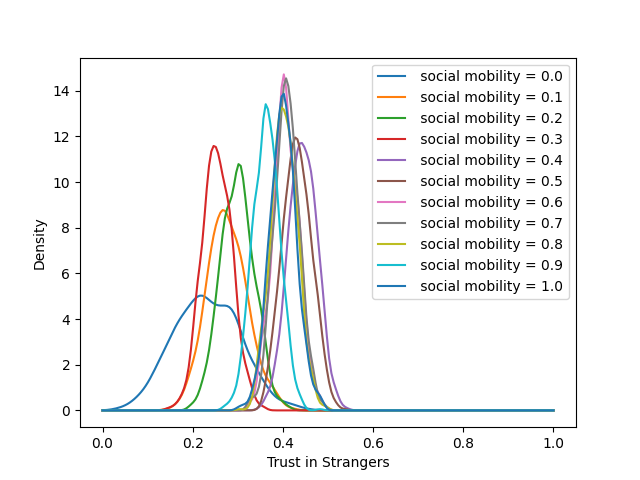 social mobility = 0.0
social mobility = 0.1
social mobility = 0.2
social mobility = 0.3
social mobility = 0.4
social mobility = 0.5
social mobility = 0.6
social mobility = 0.7
social mobility = 0.8
social mobility = 0.9
social mobility = 1.0
14
12
10
8
6
4
2
0
Density
0.0 0.2 0.4 0.6 0.8 1.0
Trust in Strangers